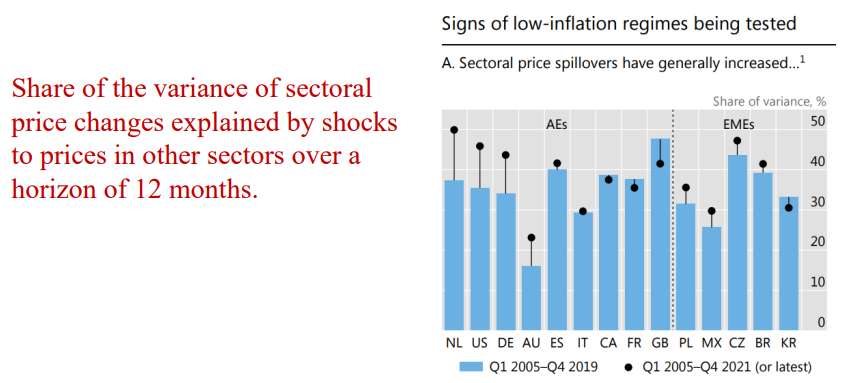 Share of the variance of sectoral
price changes explained by shocks
to prices in other sectors over a
horizon of 12 months.
Signs of low-inflation regimes being tested
A. Sectoral price spillovers have generally increased...1
Share of variance, %
AEs
EMEs
50
40
30
20
10
0
NL US DE AU ES IT CA FR GB PL MX CZ BR KR
Q1 2005–Q4 2019 Q1 2005–Q4 2021 (or latest)